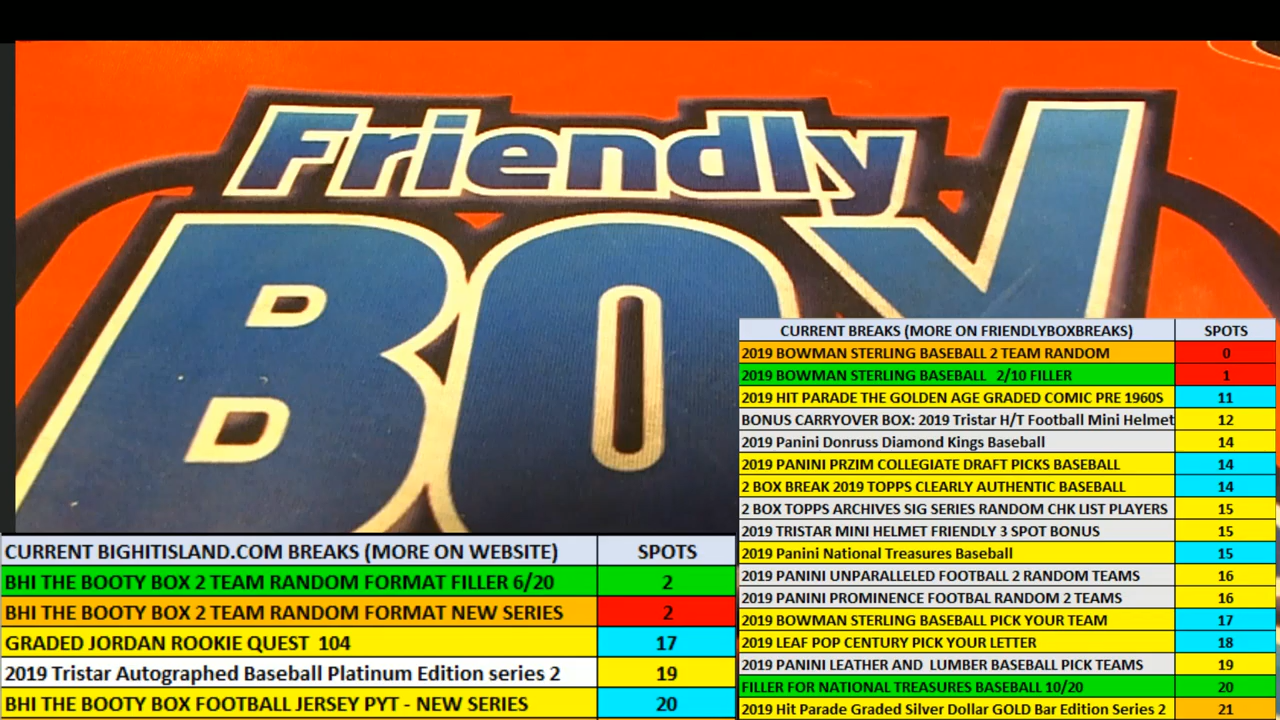 Friendly
BOX
CURRENT BREAKS (MORE ON FRIENDLYBOXBREAKS) SPOTS
2019 BOWMAN STERLING BASEBALL 2 TEAM RANDOM 0
2019 BOWMAN STERLING BASEBALL 2/10 FILLER 1
2019 HIT PARADE THE GOLDEN AGE GRADED COMIC PRE 1960S 11
BONUS CARRYOVER BOX: 2019 Tristar H/T Football Mini Helmet 12
2019 Panini Donruss Diamond Kings Baseball 14
2019 PANINI PRZIM COLLEGIATE DRAFT PICKS BASEBALL 14
2 BOX BREAK 2019 TOPPS CLEARLY AUTHENTIC BASEBALL 14
2 BOX TOPPS ARCHIVES SIG SERIES RANDOM CHK LIST PLAYERS 15
2019 TRISTAR MINI HELMET FRIENDLY 3 SPOT BONUS 15
2019 Panini National Treasures Baseball 15
2019 PANINI UNPARALLELED FOOTBALL 2 RANDOM TEAMS 16
2019 PANINI PROMINENCE FOOTBAL RANDOM 2 TEAMS 16
2019 BOWMAN STERLING BASEBALL PICK YOUR TEAM 17
2019 LEAF POP CENTURY PICK YOUR LETTER 18
2019 PANINI LEATHER AND LUMBER BASEBALL PICK TEAMS 19
FILLER FOR NATIONAL TREASURES BASEBALL 10/20 20
2019 Hit Parade Graded Silver Dollar GOLD Bar Edition Series 2 21
CURRENT BIGHITISLAND.COM BREAKS (MORE ON WEBSITE) SPOTS
BHI THE BOOTY BOX 2 TEAM RANDOM FORMAT FILLER 6/20 2
BHI THE BOOTY BOX 2 TEAM RANDOM FORMAT NEW SERIES 2
GRADED JORDAN ROOKIE QUEST 104 17
2019 Tristar Autographed Baseball Platinum Edition series 2 19
BHI THE BOOTY BOX FOOTBALL JERSEY PYT - NEW SERIES 20